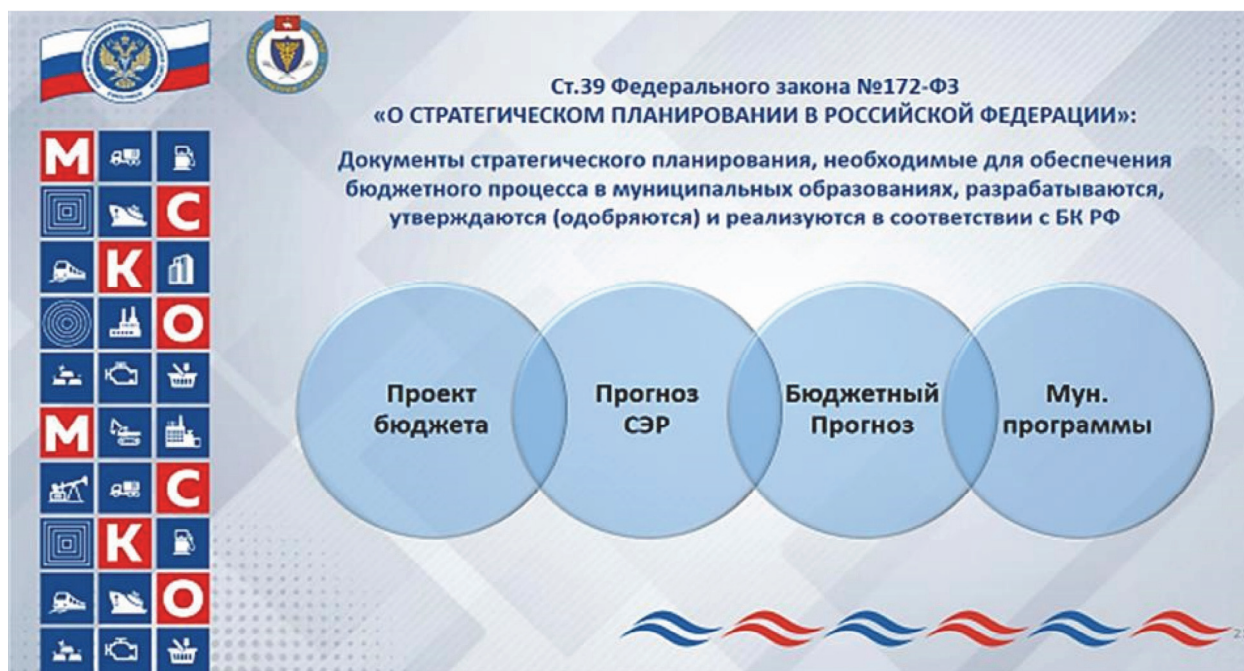 Ст.39 Федерального закона №172-ФЗ
«О СТРАТЕГИЧЕСКОМ ПЛАНИРОВАНИИ В РОССИЙСКОЙ ФЕДЕРАЦИИ»:
Документы стратегического планирования, необходимые для обеспечения
бюджетного процесса в муниципальных образованиях, разрабатываются,
утверждаются (одобряются) и реализуются в соответствии с БК РФ
М
С
К
О
М
С
К
О
Проект
бюджета
Прогноз
СЭР
Бюджетный
Прогноз
Мун.
программы